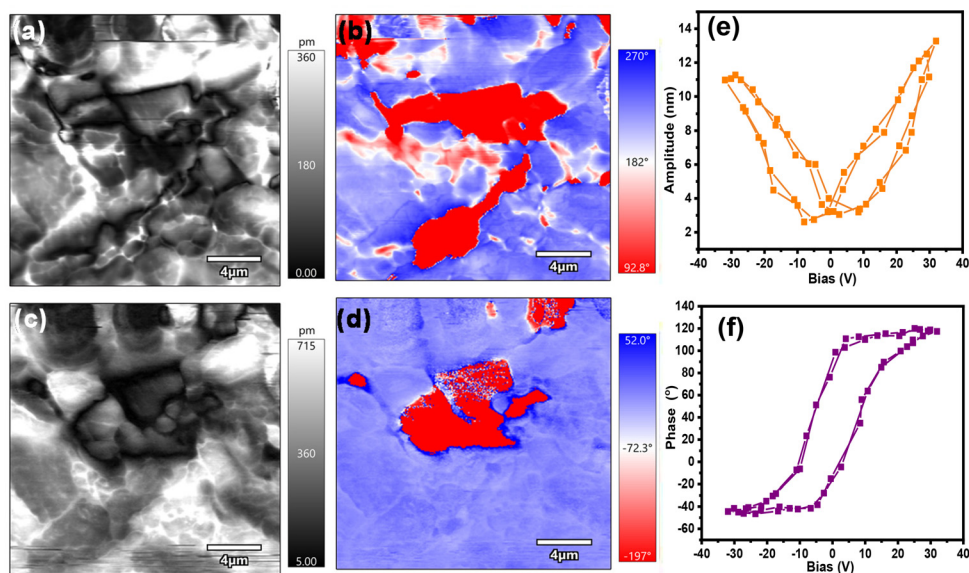 (a)
pm
360
180
0.00
4μm
(b)
270°
182°
92.8°
4μm
(c)
pm
715
360
5.00
4μm
(d)
52.0°
-72.3°
-197°
4μm
(e)
14
12
10
8
6
4
2
Amplitude (nm)
-40 -30 -20 -10 0 10 20 30 40
Bias (V)
(f)
140
120
100
80
60
40
20
0
-20
-40
-60
Phase (°)
-40 -30 -20 -10 0 10 20 30 40
Bias (V)